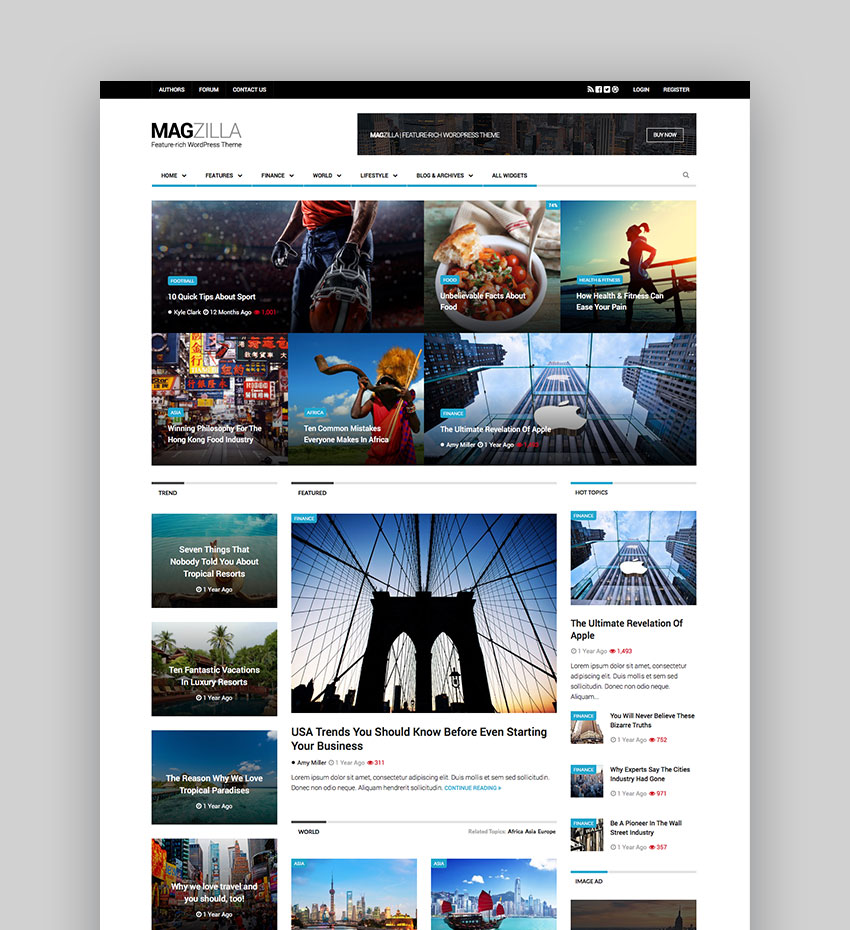 AUTHORS FORUM CONTACT US LOGIN REGISTER
MAGZILLA
Feature-rich WordPress Theme
MAGZILLA | FEATURE-RICH WORDPRESS THEME BUY NOW
HOME FEATURES FINANCE WORLD LIFESTYLE BLOG & ARCHIVES ALL WIDGETS
FOOTBALL
10 Quick Tips About Sport
Kyle Clark 12 Months Ago 1,001
74%
FOOD
Unbelievable Facts About
Food
HEALTH & FITNESS
How Health & Fitness Can
Ease Your Pain
ASIA
Winning Philosophy For The
Hong Kong Food Industry
AFRICA
Ten Common Mistakes
Everyone Makes In Africa
FINANCE
The Ultimate Revelation Of Apple
Amy Miller 1 Year Ago
TREND
Seven Things That
Nobody Told You About
Tropical Resorts
1 Year Ago
Ten Fantastic Vacations
In Luxury Resorts
1 Year Ago
The Reason Why We Love
Tropical Paradises
1 Year Ago
Why we love travel and
you should, too!
1 Year Ago
FEATURED
FINANCE
USA Trends You Should Know Before Even Starting
Your Business
Amy Miller 1 Year Ago 311
Lorem ipsum dolor sit amet, consectetur adipiscing elit. Duis mollis et sem sed sollicitudin.
Donec non odio neque. Aliquam hendrerit sollicitudin. CONTINUE READING »
WORLD Related Topics: Africa Asia Europe
ASIA
ASIA
HOT TOPICS
FINANCE
The Ultimate Revelation Of
Apple
1 Year Ago 1,493
Lorem ipsum dolor sit amet, consectetur
adipiscing elit. Duis mollis et sem sed
sollicitudin. Donec non odio neque.
Aliquam...
FINANCE
You Will Never Believe These
Bizarre Truths
1 Year Ago 752
FINANCE
Why Experts Say The Cities
Industry Had Gone
1 Year Ago 971
FINANCE
Be A Pioneer In The Wall
Street Industry
1 Year Ago 357
IMAGE AD